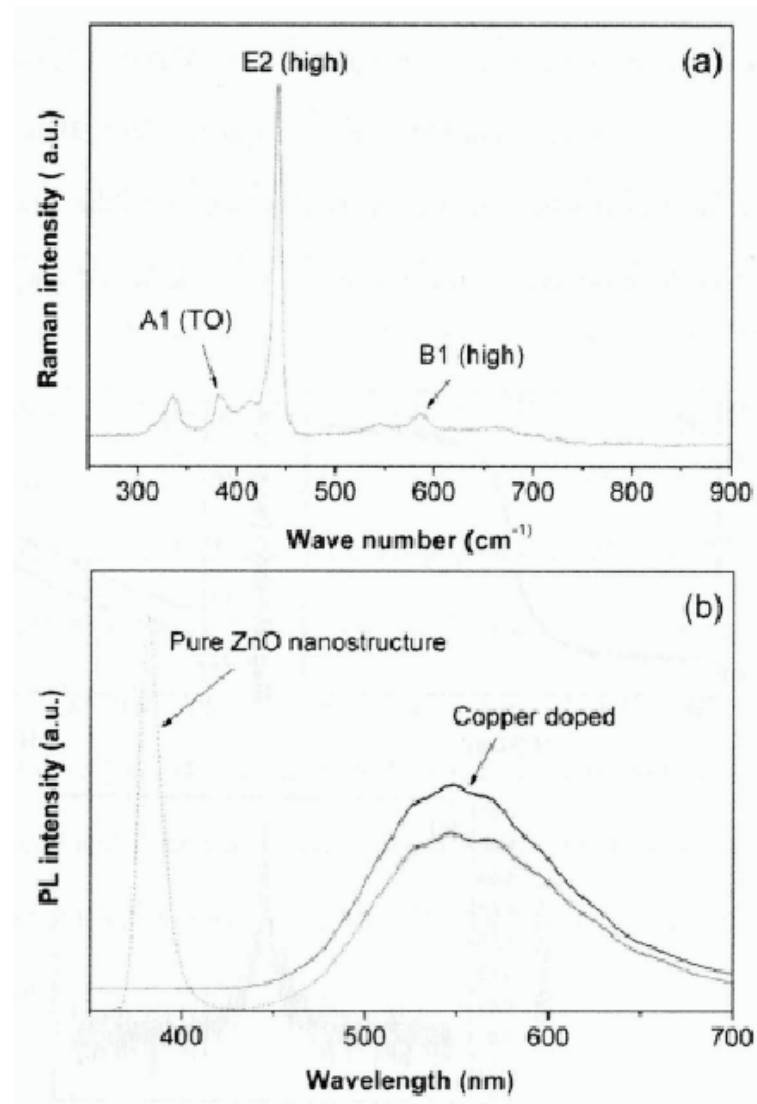 (a)
E2 (high)
A1 (TO)
B1 (high)
Raman intensity ( a.u.)
300 400 500 600 700 800 900
Wave number (cm⁻¹)
(b)
Pure ZnO nanostructure
Copper doped
PL intensity (a.u.)
400 500 600 700
Wavelength (nm)